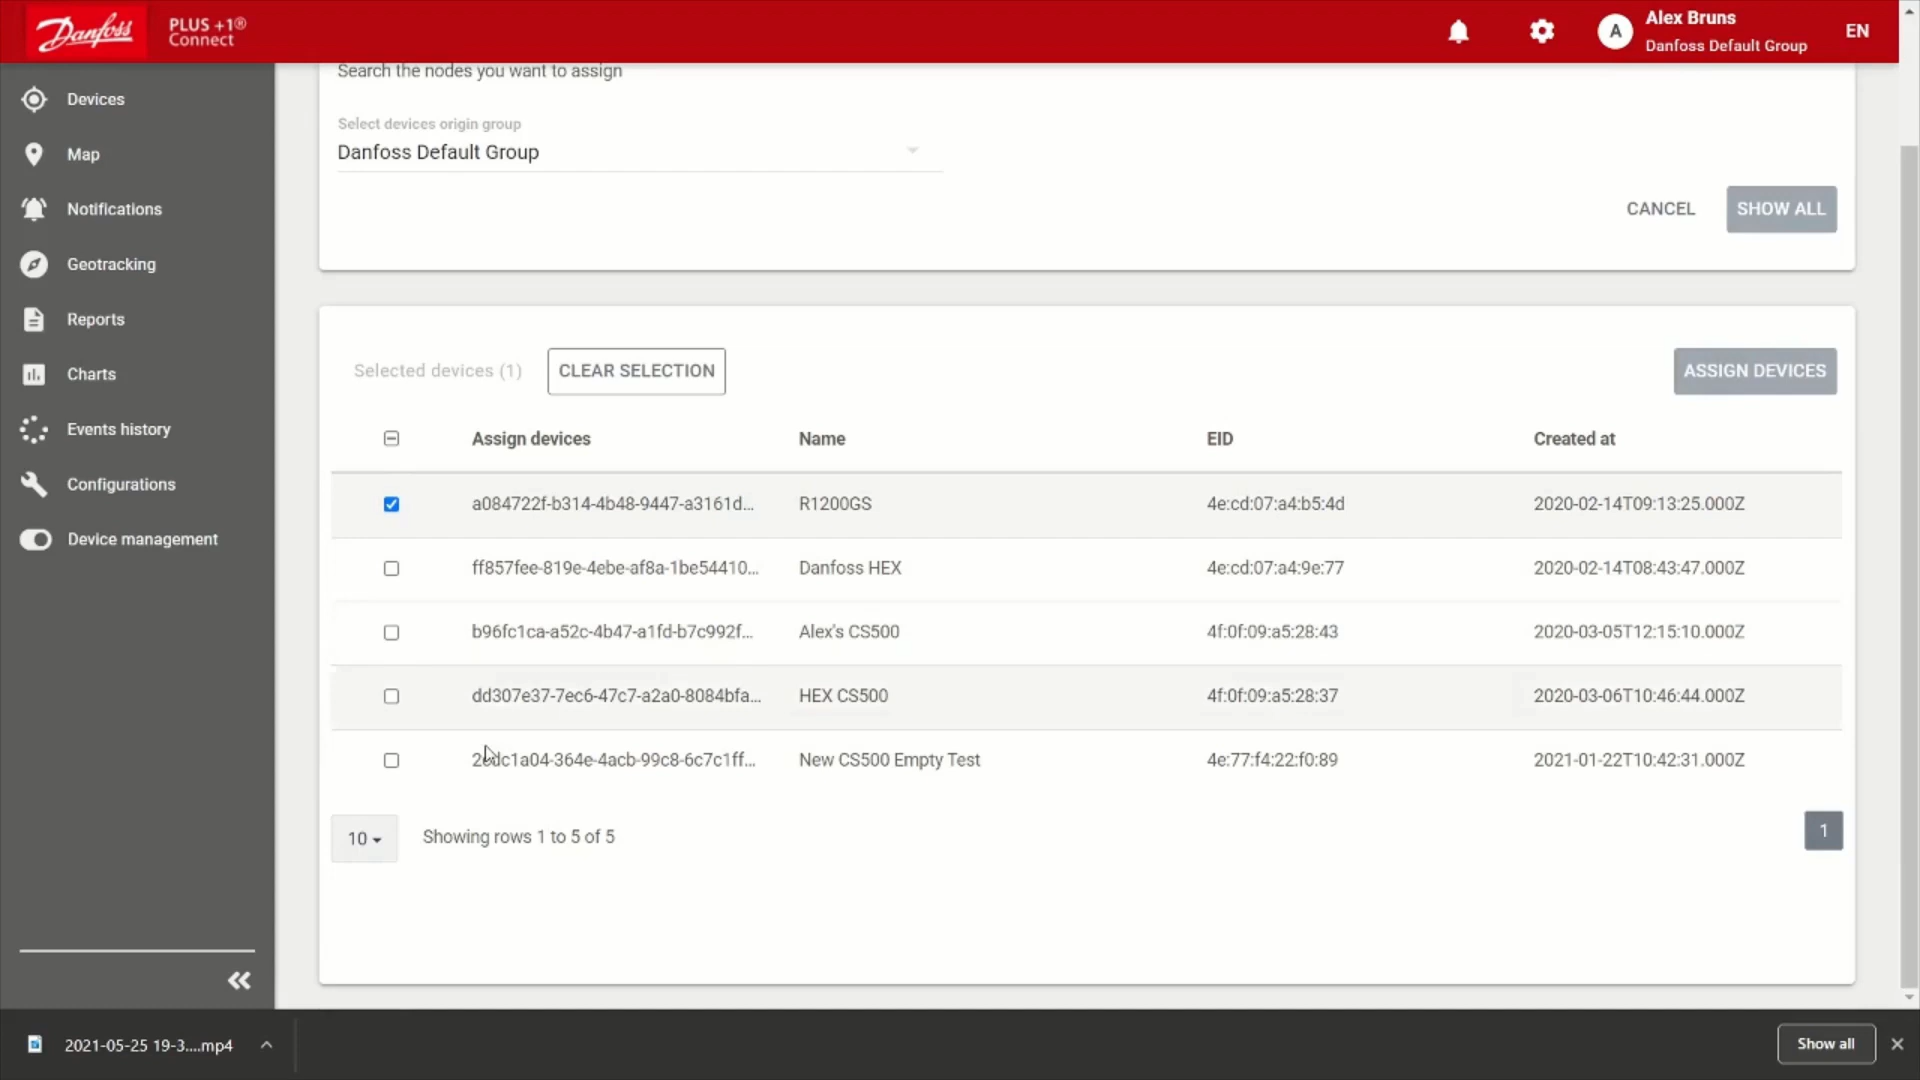 Danfoss
PLUS +1®
Connect
Alex Bruns
A
Danfoss Default Group
EN
Devices
Map
Notifications
Geotracking
Reports
Charts
Events history
Configurations
Device management
Search the nodes you want to assign
Select devices origin group
Danfoss Default Group
CANCEL
SHOW ALL
Selected devices (1)
CLEAR SELECTION
ASSIGN DEVICES
Assign devices Name EID Created at
a084722f-b314-4b48-9447-a3161d... R1200GS 4e:cd:07:a4:b5:4d 2020-02-14T09:13:25.000Z
ff857fee-819e-4ebe-af8a-1be54410... Danfoss HEX 4e:cd:07:a4:9e:77 2020-02-14T08:43:47.000Z
b96fc1ca-a52c-4b47-a1fd-b7c992f... Alex's CS500 4f:0f:09:a5:28:43 2020-03-05T12:15:10.000Z
dd307e37-7ec6-47c7-a2a0-8084bfa... HEX CS500 4f:0f:09:a5:28:37 2020-03-06T10:46:44.000Z
New CS500 Empty Test 4e:77:f4:22:f0:89 2021-01-22T10:42:31.000Z
10
Showing rows 1 to 5 of 5
1
2021-05-25 19-3....mp4
Show all